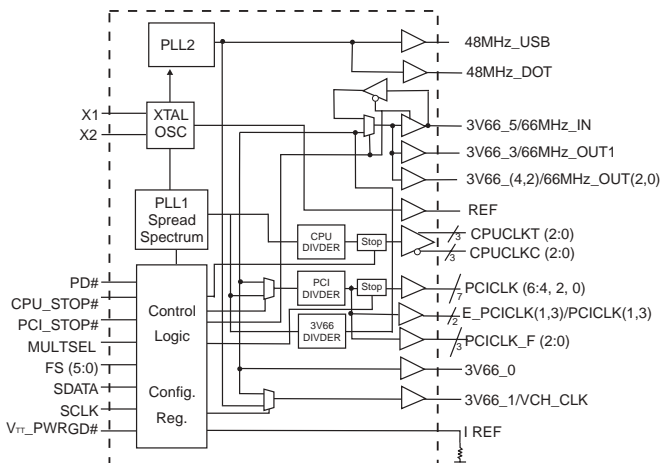 PLL2
48MHz_USB
48MHz_DOT
X1
X2
XTAL
OSC
3V66_5/66MHz_IN
3V66_3/66MHz_OUT1
3V66_(4,2)/66MHz_OUT(2,0)
REF
PLL1
Spread
Spectrum
CPU
DIVDER
Stop
3
CPUCLKT (2:0)
3
CPUCLKC (2:0)
PD#
CPU_STOP#
PCI_STOP#
MULTSEL
FS (5:0)
SDATA
SCLK
VTT_PWRGD#
Control
Logic
Config.
Reg.
PCI
DIVDER
Stop
7
PCICLK (6:4, 2, 0)
2
E_PCICLK(1,3)/PCICLK(1,3)
3V66
DIVDER
3
PCICLK_F (2:0)
3V66_0
3V66_1/VCH_CLK
I REF